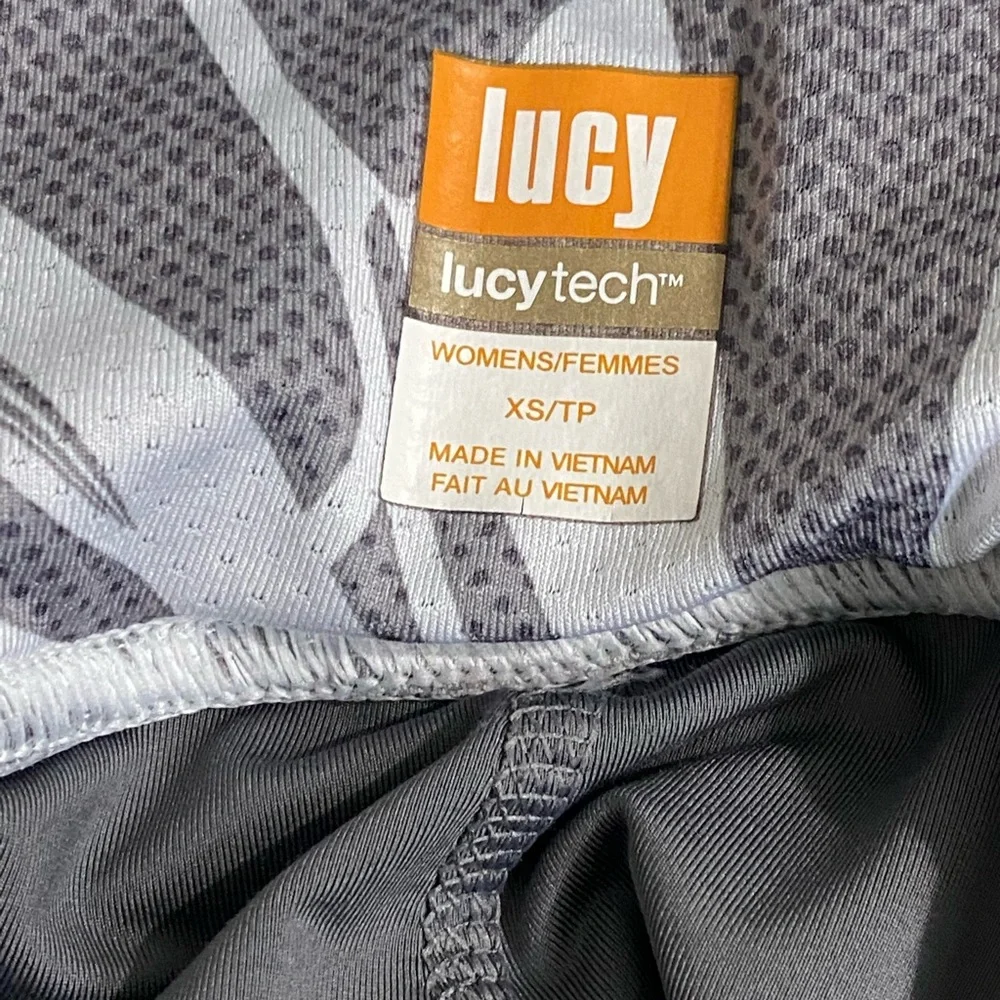 lucy
lucytech™
WOMENS/FEMMES
XS/TP
MADE IN VIETNAM
FAIT AU VIETNAM